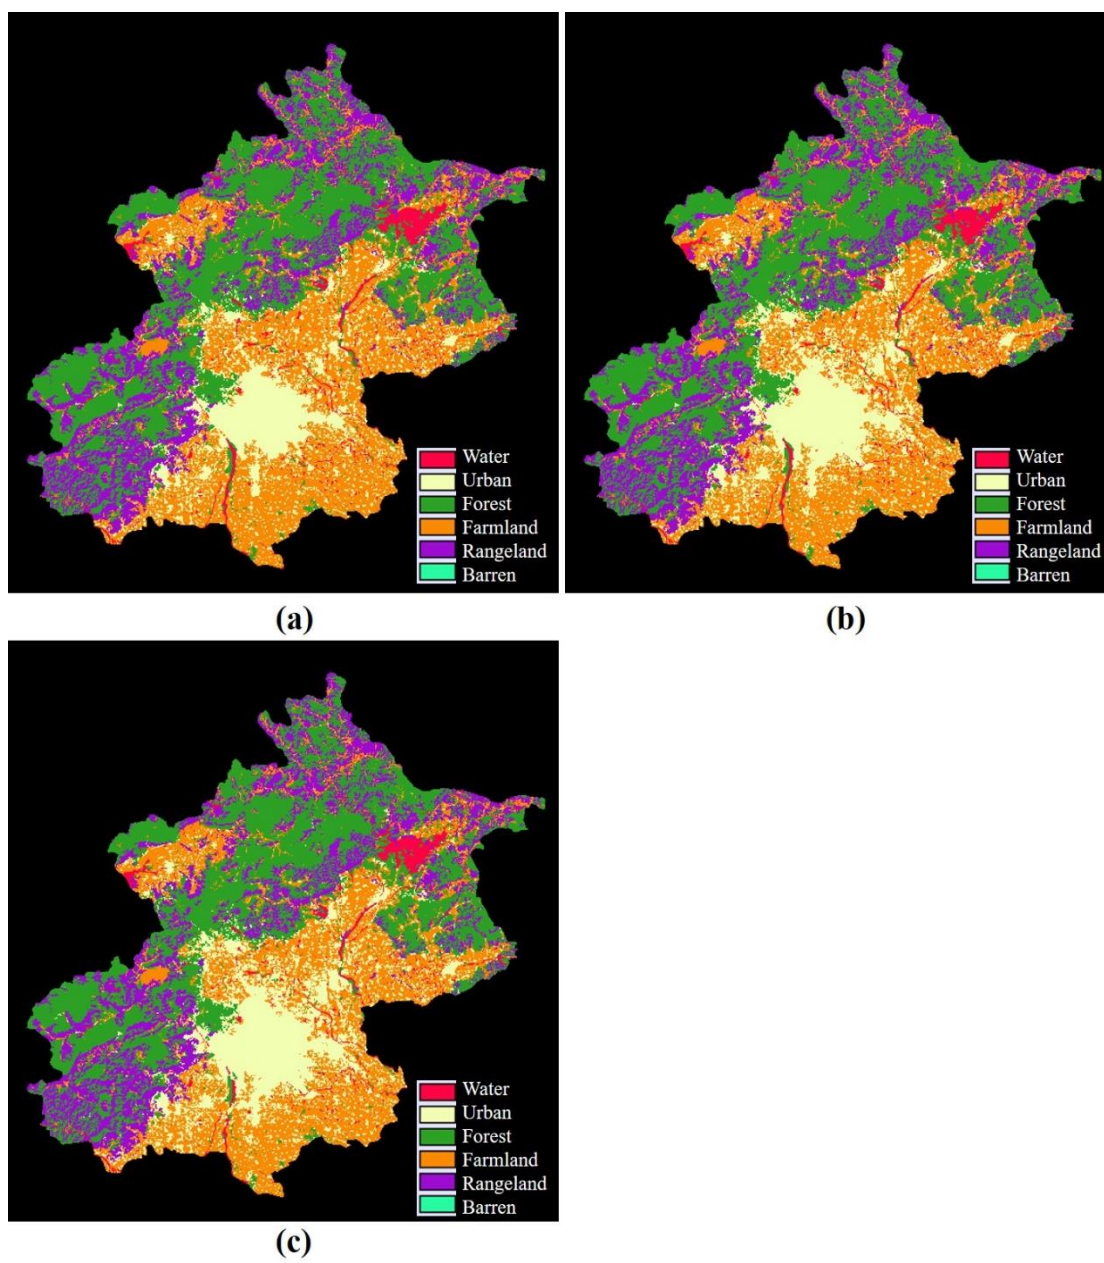 Water
Urban
Forest
Farmland
Rangeland
Barren
(a)
Water
Urban
Forest
Farmland
Rangeland
Barren
(b)
Water
Urban
Forest
Farmland
Rangeland
Barren
(c)